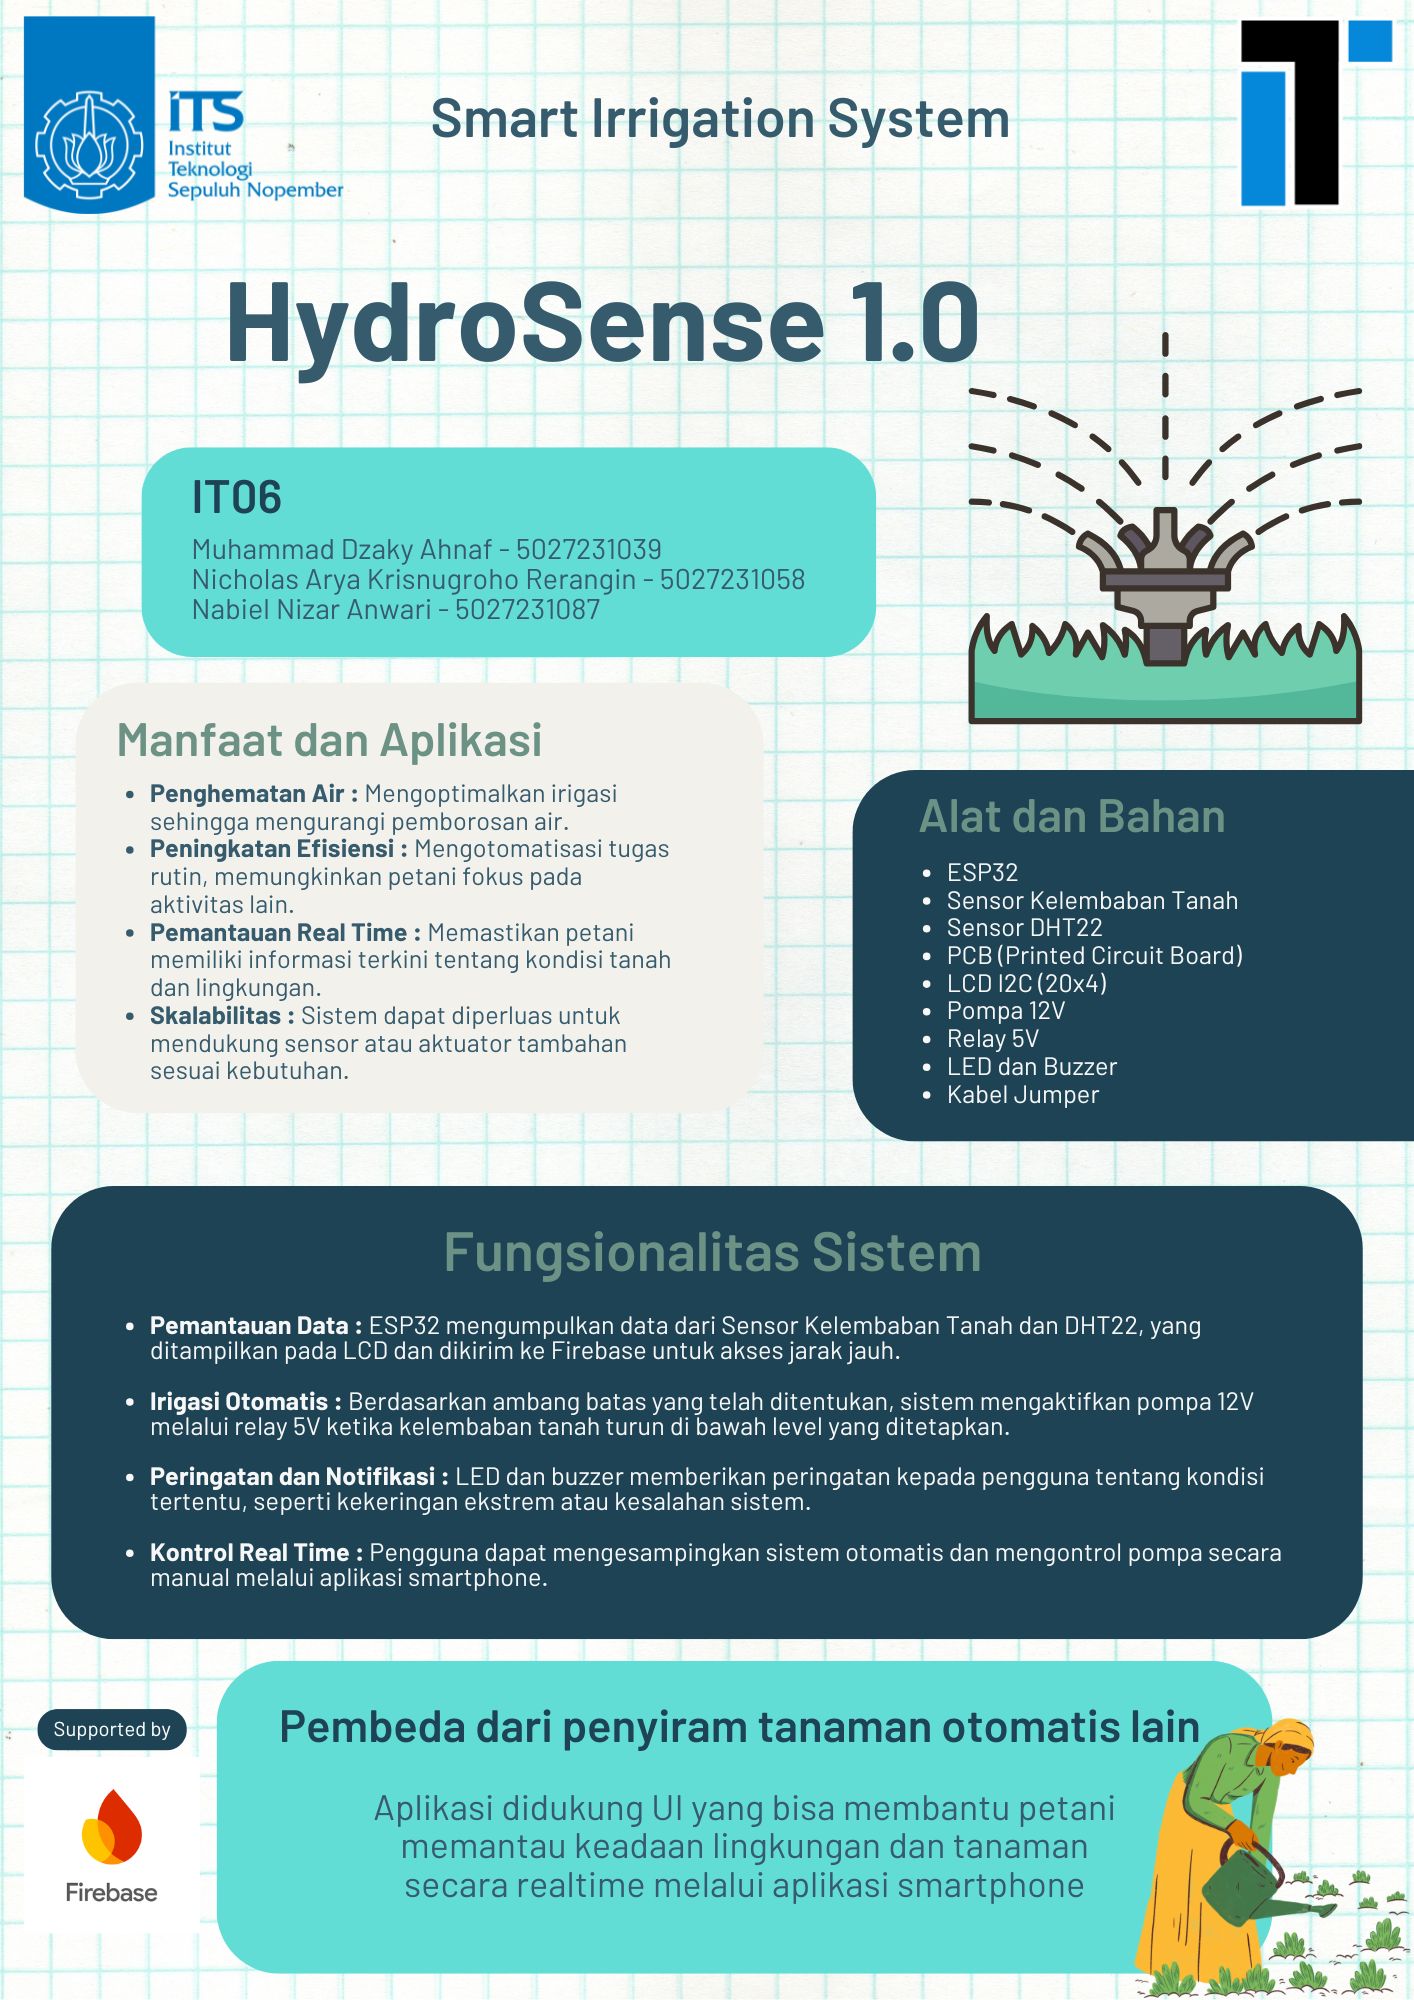 ITS
Institut
Teknologi
Sepuluh Nopember
Smart Irrigation System
HydroSense 1.0
IT06
Muhammad Dzaky Ahnaf - 5027231039
Nicholas Arya Krisnugroho Rerangin - 5027231058
Nabiel Nizar Anwari - 5027231087
Manfaat dan Aplikasi
• Penghematan Air : Mengoptimalkan irigasi
sehingga mengurangi pemborosan air.
• Peningkatan Efisiensi : Mengotomatisasi tugas
rutin, memungkinkan petani fokus pada
aktivitas lain.
• Pemantauan Real Time : Memastikan petani
memiliki informasi terkini tentang kondisi tanah
dan lingkungan.
• Skalabilitas : Sistem dapat diperluas untuk
mendukung sensor atau aktuator tambahan
sesuai kebutuhan.
Alat dan Bahan
• ESP32
• Sensor Kelembaban Tanah
• Sensor DHT22
• PCB (Printed Circuit Board)
• LCD I2C (20x4)
• Pompa 12V
• Relay 5V
• LED dan Buzzer
• Kabel Jumper
Fungsionalitas Sistem
• Pemantauan Data : ESP32 mengumpulkan data dari Sensor Kelembaban Tanah dan DHT22, yang
ditampilkan pada LCD dan dikirim ke Firebase untuk akses jarak jauh.
• Irigasi Otomatis : Berdasarkan ambang batas yang telah ditentukan, sistem mengaktifkan pompa 12V
melalui relay 5V ketika kelembaban tanah turun di bawah level yang ditetapkan.
• Peringatan dan Notifikasi : LED dan buzzer memberikan peringatan kepada pengguna tentang kondisi
tertentu, seperti kekeringan ekstrem atau kesalahan sistem.
• Kontrol Real Time : Pengguna dapat mengesampingkan sistem otomatis dan mengontrol pompa secara
manual melalui aplikasi smartphone.
Supported by
Firebase
Pembeda dari penyiram tanaman otomatis lain
Aplikasi didukung UI yang bisa membantu petani
memantau keadaan lingkungan dan tanaman
secara realtime melalui aplikasi smartphone